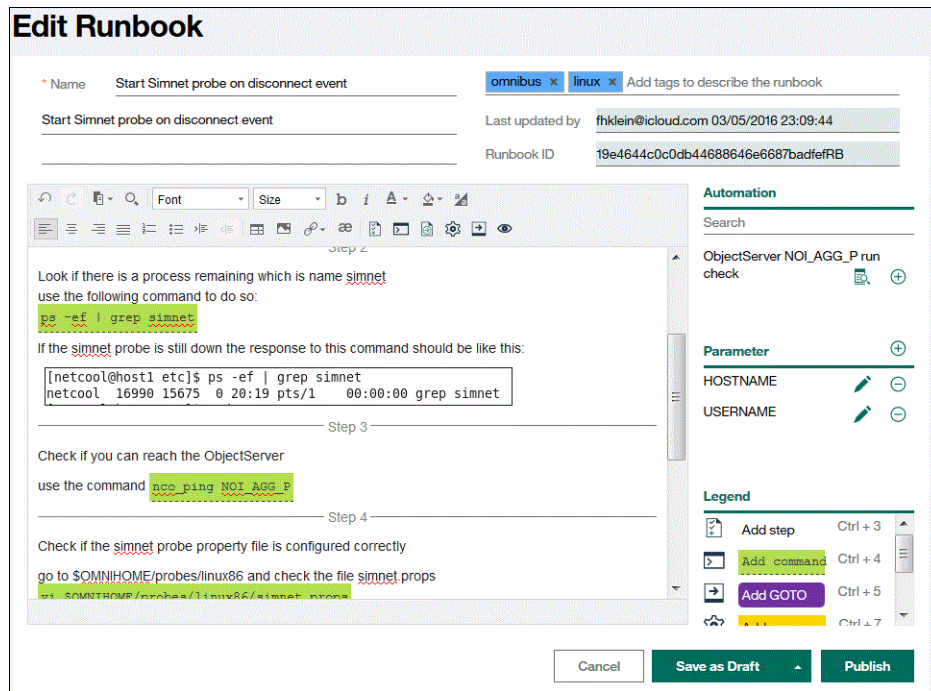 Edit Runbook
* Name Start Simnet probe on disconnect event
omnibus × linux × Add tags to describe the runbook
Start Simnet probe on disconnect event
Last updated by fhklein@icloud.com 03/05/2016 23:09:44
Runbook ID 19e4644c0c0db44688646e6687badfefRB
Font Size b i A
æ
Step 2
Look if there is a process remaining which is name simnet
use the following command to do so:
ps -ef | grep simnet
If the simnet probe is still down the response to this command should be like this:
[netcool@host1 etc]$ ps -ef | grep simnet
netcool 16990 15675 0 20:19 pts/1 00:00:00 grep simnet
Step 3
Check if you can reach the ObjectServer
use the command nco_ping NOI_AGG_P
Step 4
Check if the simnet probe property file is configured correctly
go to $OMNIHOME/probes/linux86 and check the file simnet.props
vi $OMNIHOME/probes/linux86/simnet.props
Automation
Search
ObjectServer NOI_AGG_P run
check
Parameter
HOSTNAME
USERNAME
Legend
Add step Ctrl + 3
Add command Ctrl + 4
Add GOTO Ctrl + 5
Ctrl + 7
Cancel Save as Draft Publish